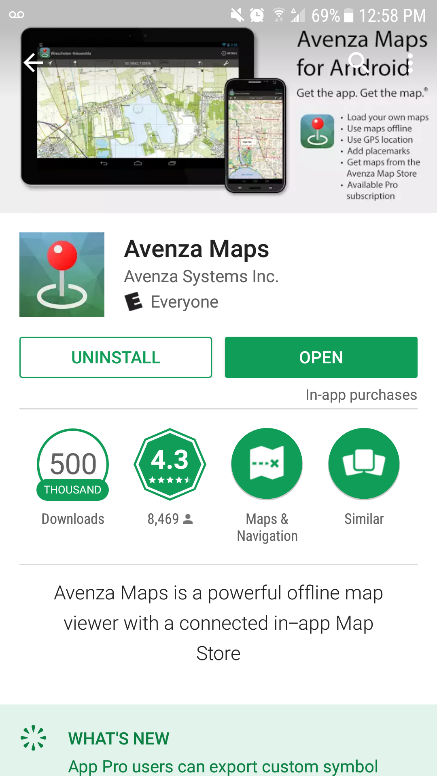 69% 12:58 PM
Avenza Maps
for Android
Get the app. Get the map.®
• Load your own maps
• Use maps offline
• Use GPS location
• Add placemarks
• Get maps from the
Avenza Map Store
• Available Pro
subscription
Avenza Maps
Avenza Systems Inc.
E Everyone
UNINSTALL
OPEN
In-app purchases
500
THOUSAND
Downloads
4.3
8,469
Maps &
Navigation
Similar
Avenza Maps is a powerful offline map
viewer with a connected in-app Map
Store
WHAT'S NEW
App Pro users can export custom symbol